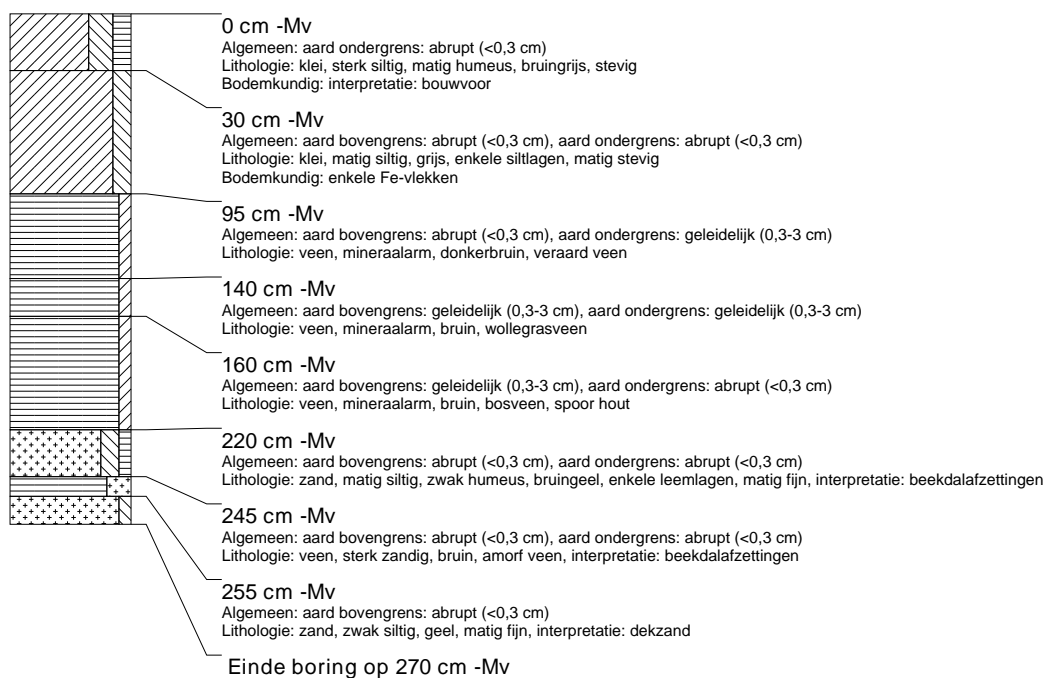 0 cm -Mv
Algemeen: aard ondergrens: abrupt (<0,3 cm)
Lithologie: klei, sterk siltig, matig humeus, bruingrijs, stevig
Bodemkundig: interpretatie: bouwvoor
30 cm -Mv
Algemeen: aard bovengrens: abrupt (<0,3 cm), aard ondergrens: abrupt (<0,3 cm)
Lithologie: klei, matig siltig, grijs, enkele siltlagen, matig stevig
Bodemkundig: enkele Fe-vlekken
95 cm -Mv
Algemeen: aard bovengrens: abrupt (<0,3 cm), aard ondergrens: geleidelijk (0,3-3 cm)
Lithologie: veen, mineraalarm, donkerbruin, veraard veen
140 cm -Mv
Algemeen: aard bovengrens: geleidelijk (0,3-3 cm), aard ondergrens: geleidelijk (0,3-3 cm)
Lithologie: veen, mineraalarm, bruin, wollegrasveen
160 cm -Mv
Algemeen: aard bovengrens: geleidelijk (0,3-3 cm), aard ondergrens: abrupt (<0,3 cm)
Lithologie: veen, mineraalarm, bruin, bosveen, spoor hout
220 cm -Mv
Algemeen: aard bovengrens: abrupt (<0,3 cm), aard ondergrens: abrupt (<0,3 cm)
Lithologie: zand, matig siltig, zwak humeus, bruingeel, enkele leemlagen, matig fijn, interpretatie: beekdalafzettingen
245 cm -Mv
Algemeen: aard bovengrens: abrupt (<0,3 cm), aard ondergrens: abrupt (<0,3 cm)
Lithologie: veen, sterk zandig, bruin, amorf veen, interpretatie: beekdalafzettingen
255 cm -Mv
Algemeen: aard bovengrens: abrupt (<0,3 cm)
Lithologie: zand, zwak siltig, geel, matig fijn, interpretatie: dekzand
Einde boring op 270 cm -Mv